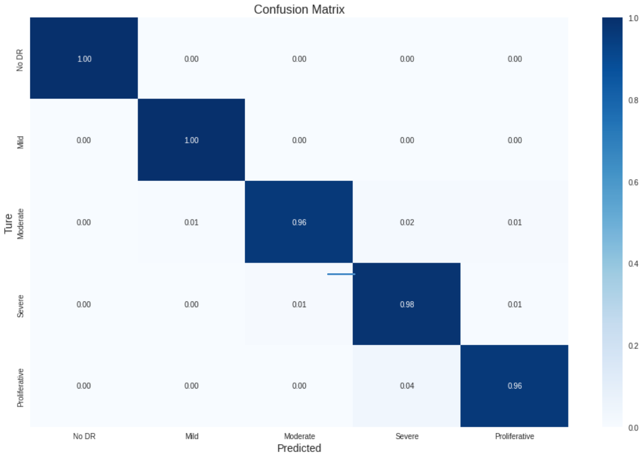 Confusion Matrix
No DR 1.00 0.00 0.00 0.00 0.00
Mild 0.00 1.00 0.00 0.00 0.00
Moderate 0.00 0.01 0.96 0.02 0.01
Severe 0.00 0.00 0.01 0.98 0.01
Proliferative 0.00 0.00 0.00 0.04 0.96
Ture
No DR Mild Moderate Severe Proliferative
Predicted
1.0
0.8
0.6
0.4
0.2
0.0